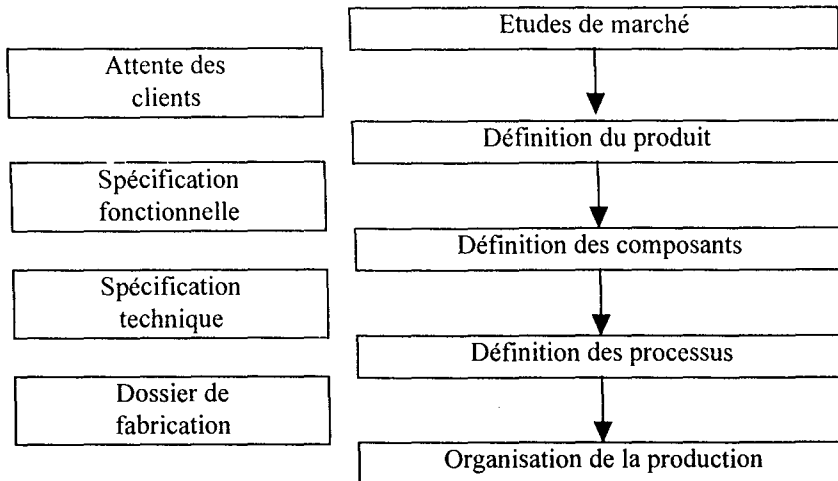 Etudes de marché
Attente des
clients
Définition du produit
Spécification
fonctionnelle
Définition des composants
Spécification
technique
Définition des processus
Dossier de
fabrication
Organisation de la production